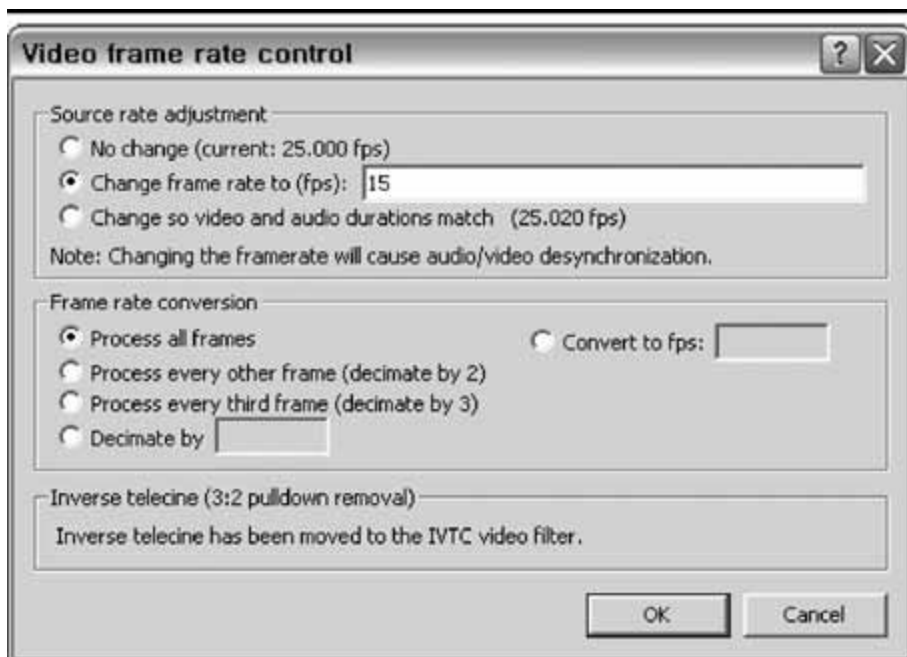 Video frame rate control
Source rate adjustment
No change (current: 25.000 fps)
Change frame rate to (fps): 15
Change so video and audio durations match (25.020 fps)
Note: Changing the framerate will cause audio/video desynchronization.
Frame rate conversion
Process all frames
Convert to fps:
Process every other frame (decimate by 2)
Process every third frame (decimate by 3)
Decimate by
Inverse telecine (3:2 pulldown removal)
Inverse telecine has been moved to the IVTC video filter.
OK Cancel